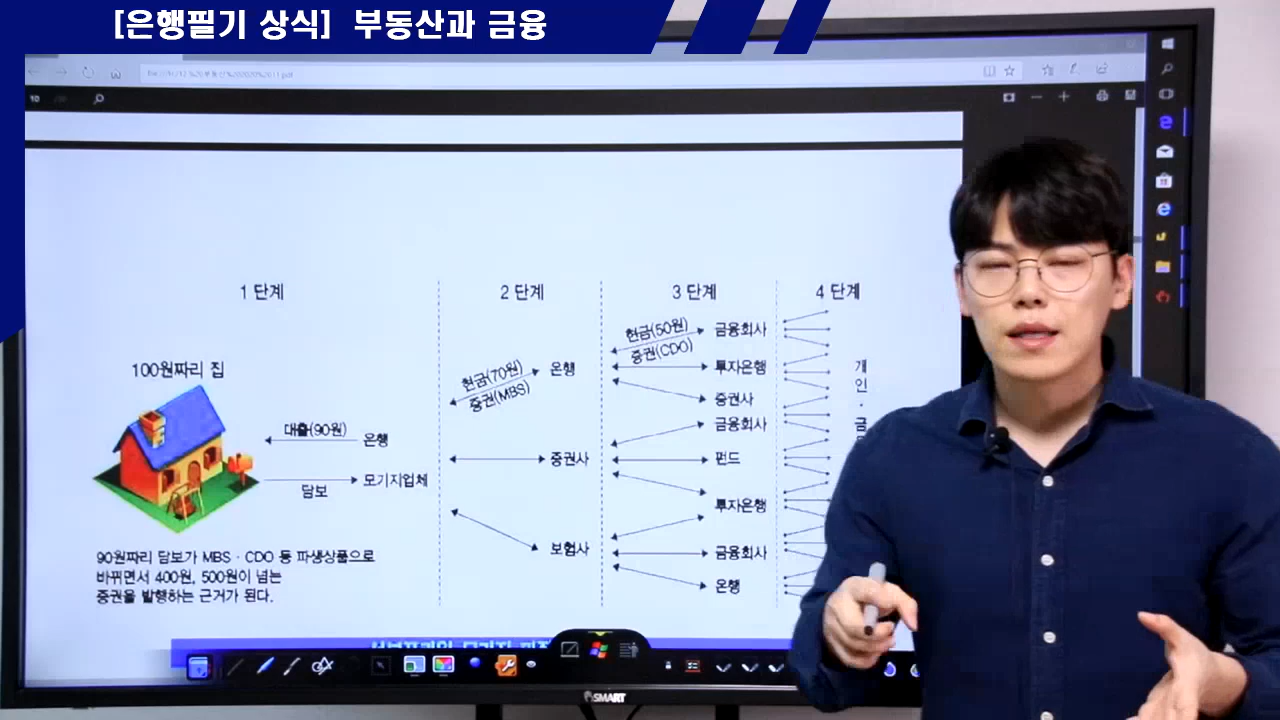 [은행필기 상식] 부동산과 금융
10
1 단계
2 단계
3 단계
4 단계
100원짜리 집
대출(90원)
은행
담보
모기지업체
현금(70원)
증권(MBS)
은행
증권사
보험사
현금(50원)
증권(CDO)
금융회사
투자은행
증권사
금융회사
펀드
투자은행
금융회사
은행
개
인
·
금
90원짜리 담보가 MBS · CDO 등 파생상품으로
바뀌면서 400원, 500원이 넘는
증권을 발행하는 근거가 된다.
SMART